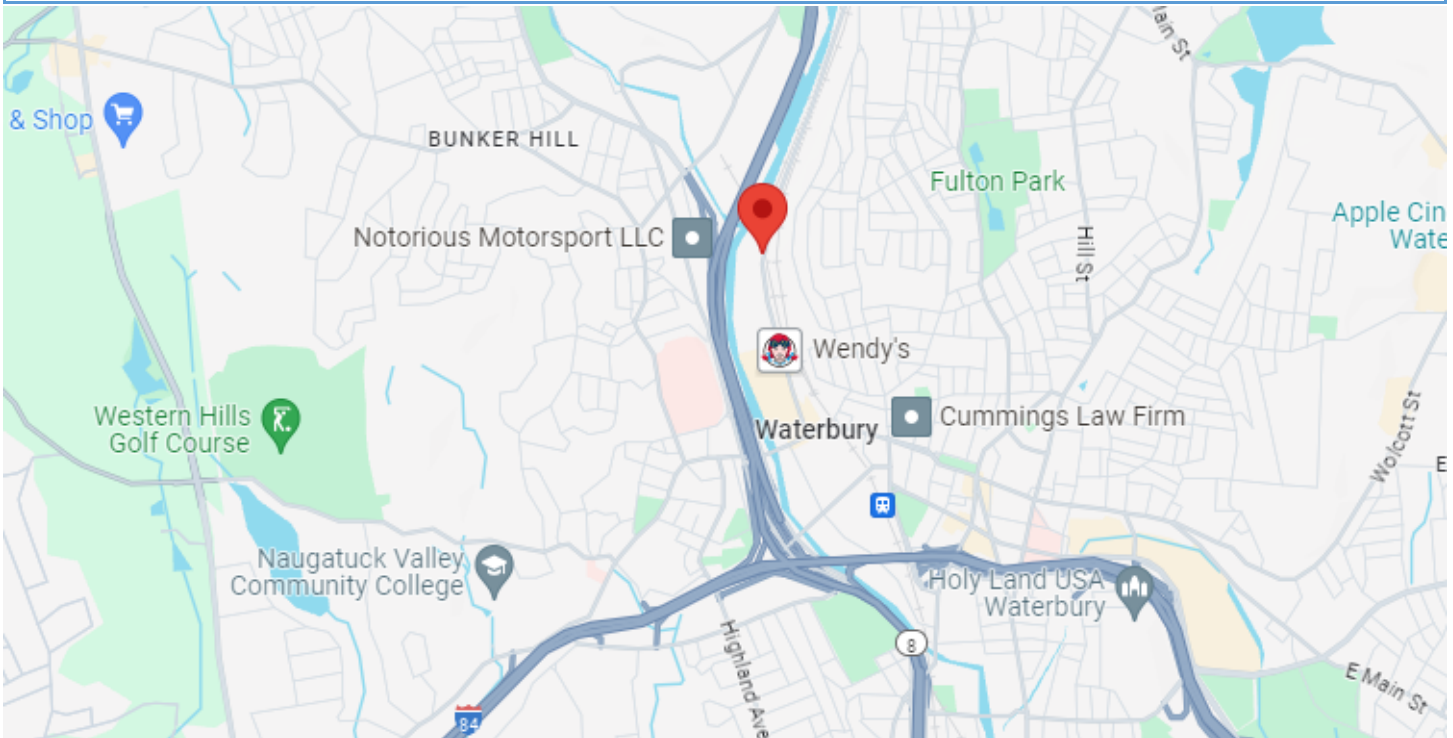 ain St
& Shop
BUNKER HILL
Fulton Park
Apple Cin
Wate
Notorious Motorsport LLC
Hill St
Wendy's
Western Hills
Golf Course
Waterbury
Cummings Law Firm
Wolcott St
E
Naugatuck Valley
Community College
Holy Land USA
Waterbury
Highland Ave
8
E Main St
84